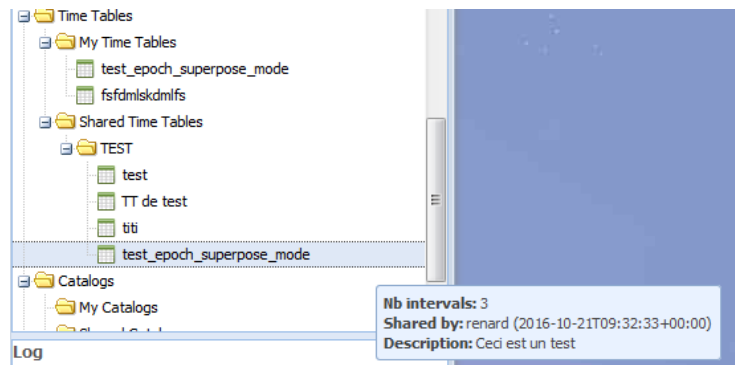 Time Tables
My Time Tables
test_epoch_superpose_mode
fsfdmlskdmlfs
Shared Time Tables
TEST
test
TT de test
titi
test_epoch_superpose_mode
Catalogs
My Catalogs
Nb intervals: 3
Shared by: renard (2016-10-21T09:32:33+00:00)
Description: Ceci est un test
Log